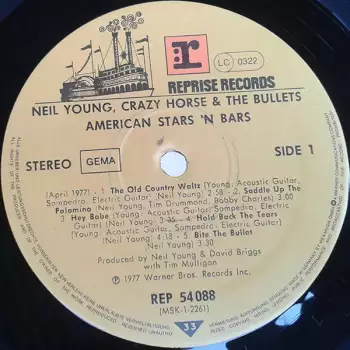 r
LC 0322
REPRISE RECORDS
NEIL YOUNG, CRAZY HORSE & THE BULLETS
AMERICAN STARS 'N BARS
STEREO GEMA SIDE 1
(April 1977) - 1. The Old Country Waltz (Young: Acoustic Guitar,
Sampedro: Electric Guitar) (Neil Young) 2:58 - 2. Saddle Up The
Palomino (Neil Young, Tim Drummond, Bobby Charles) 3:00
3. Hey Babe (Young: Acoustic Guitar, Sampedro: Electric
Guitar) (Neil Young) 3:35 - 4. Hold Back The Tears
(Young: Acoustic Guitar, Sampedro: Electric Guitar)
(Neil Young) 4:18 - 5. Bite The Bullet
(Neil Young) 3:30
Produced by Neil Young & David Briggs
with Tim Mulligan
℗ 1977 Warner Bros. Records Inc.
REP 54 088
(MSK-1-2261)
33